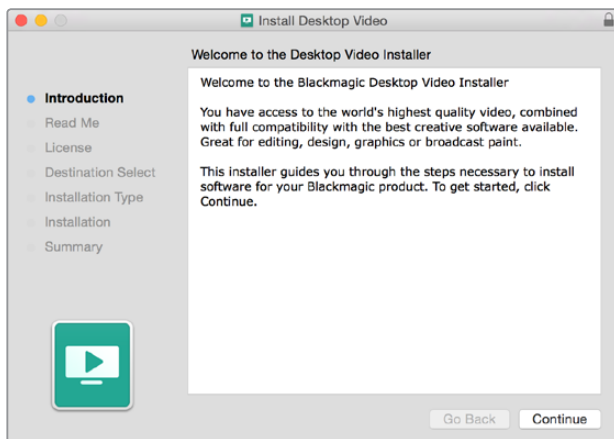 Install Desktop Video
Welcome to the Desktop Video Installer
Introduction
Read Me
License
Destination Select
Installation Type
Installation
Summary
Welcome to the Blackmagic Desktop Video Installer
You have access to the world's highest quality video, combined
with full compatibility with the best creative software available.
Great for editing, design, graphics or broadcast paint.
This installer guides you through the steps necessary to install
software for your Blackmagic product. To get started, click
Continue.
Go Back
Continue